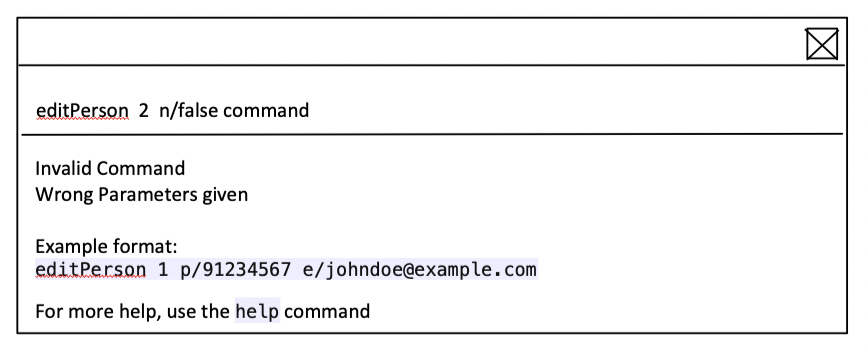 editPerson 2 n/false command
Invalid Command
Wrong Parameters given
Example format:
editPerson 1 p/91234567 e/johndoe@example.com
For more help, use the help command